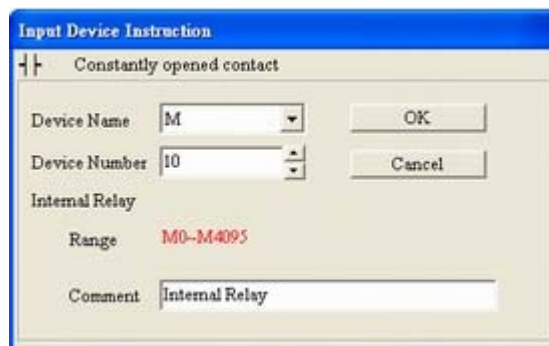 Input Device Instruction
Constantly opened contact
Device Name M OK
Device Number 10 Cancel
Internal Relay
Range M0~M4095
Comment Internal Relay